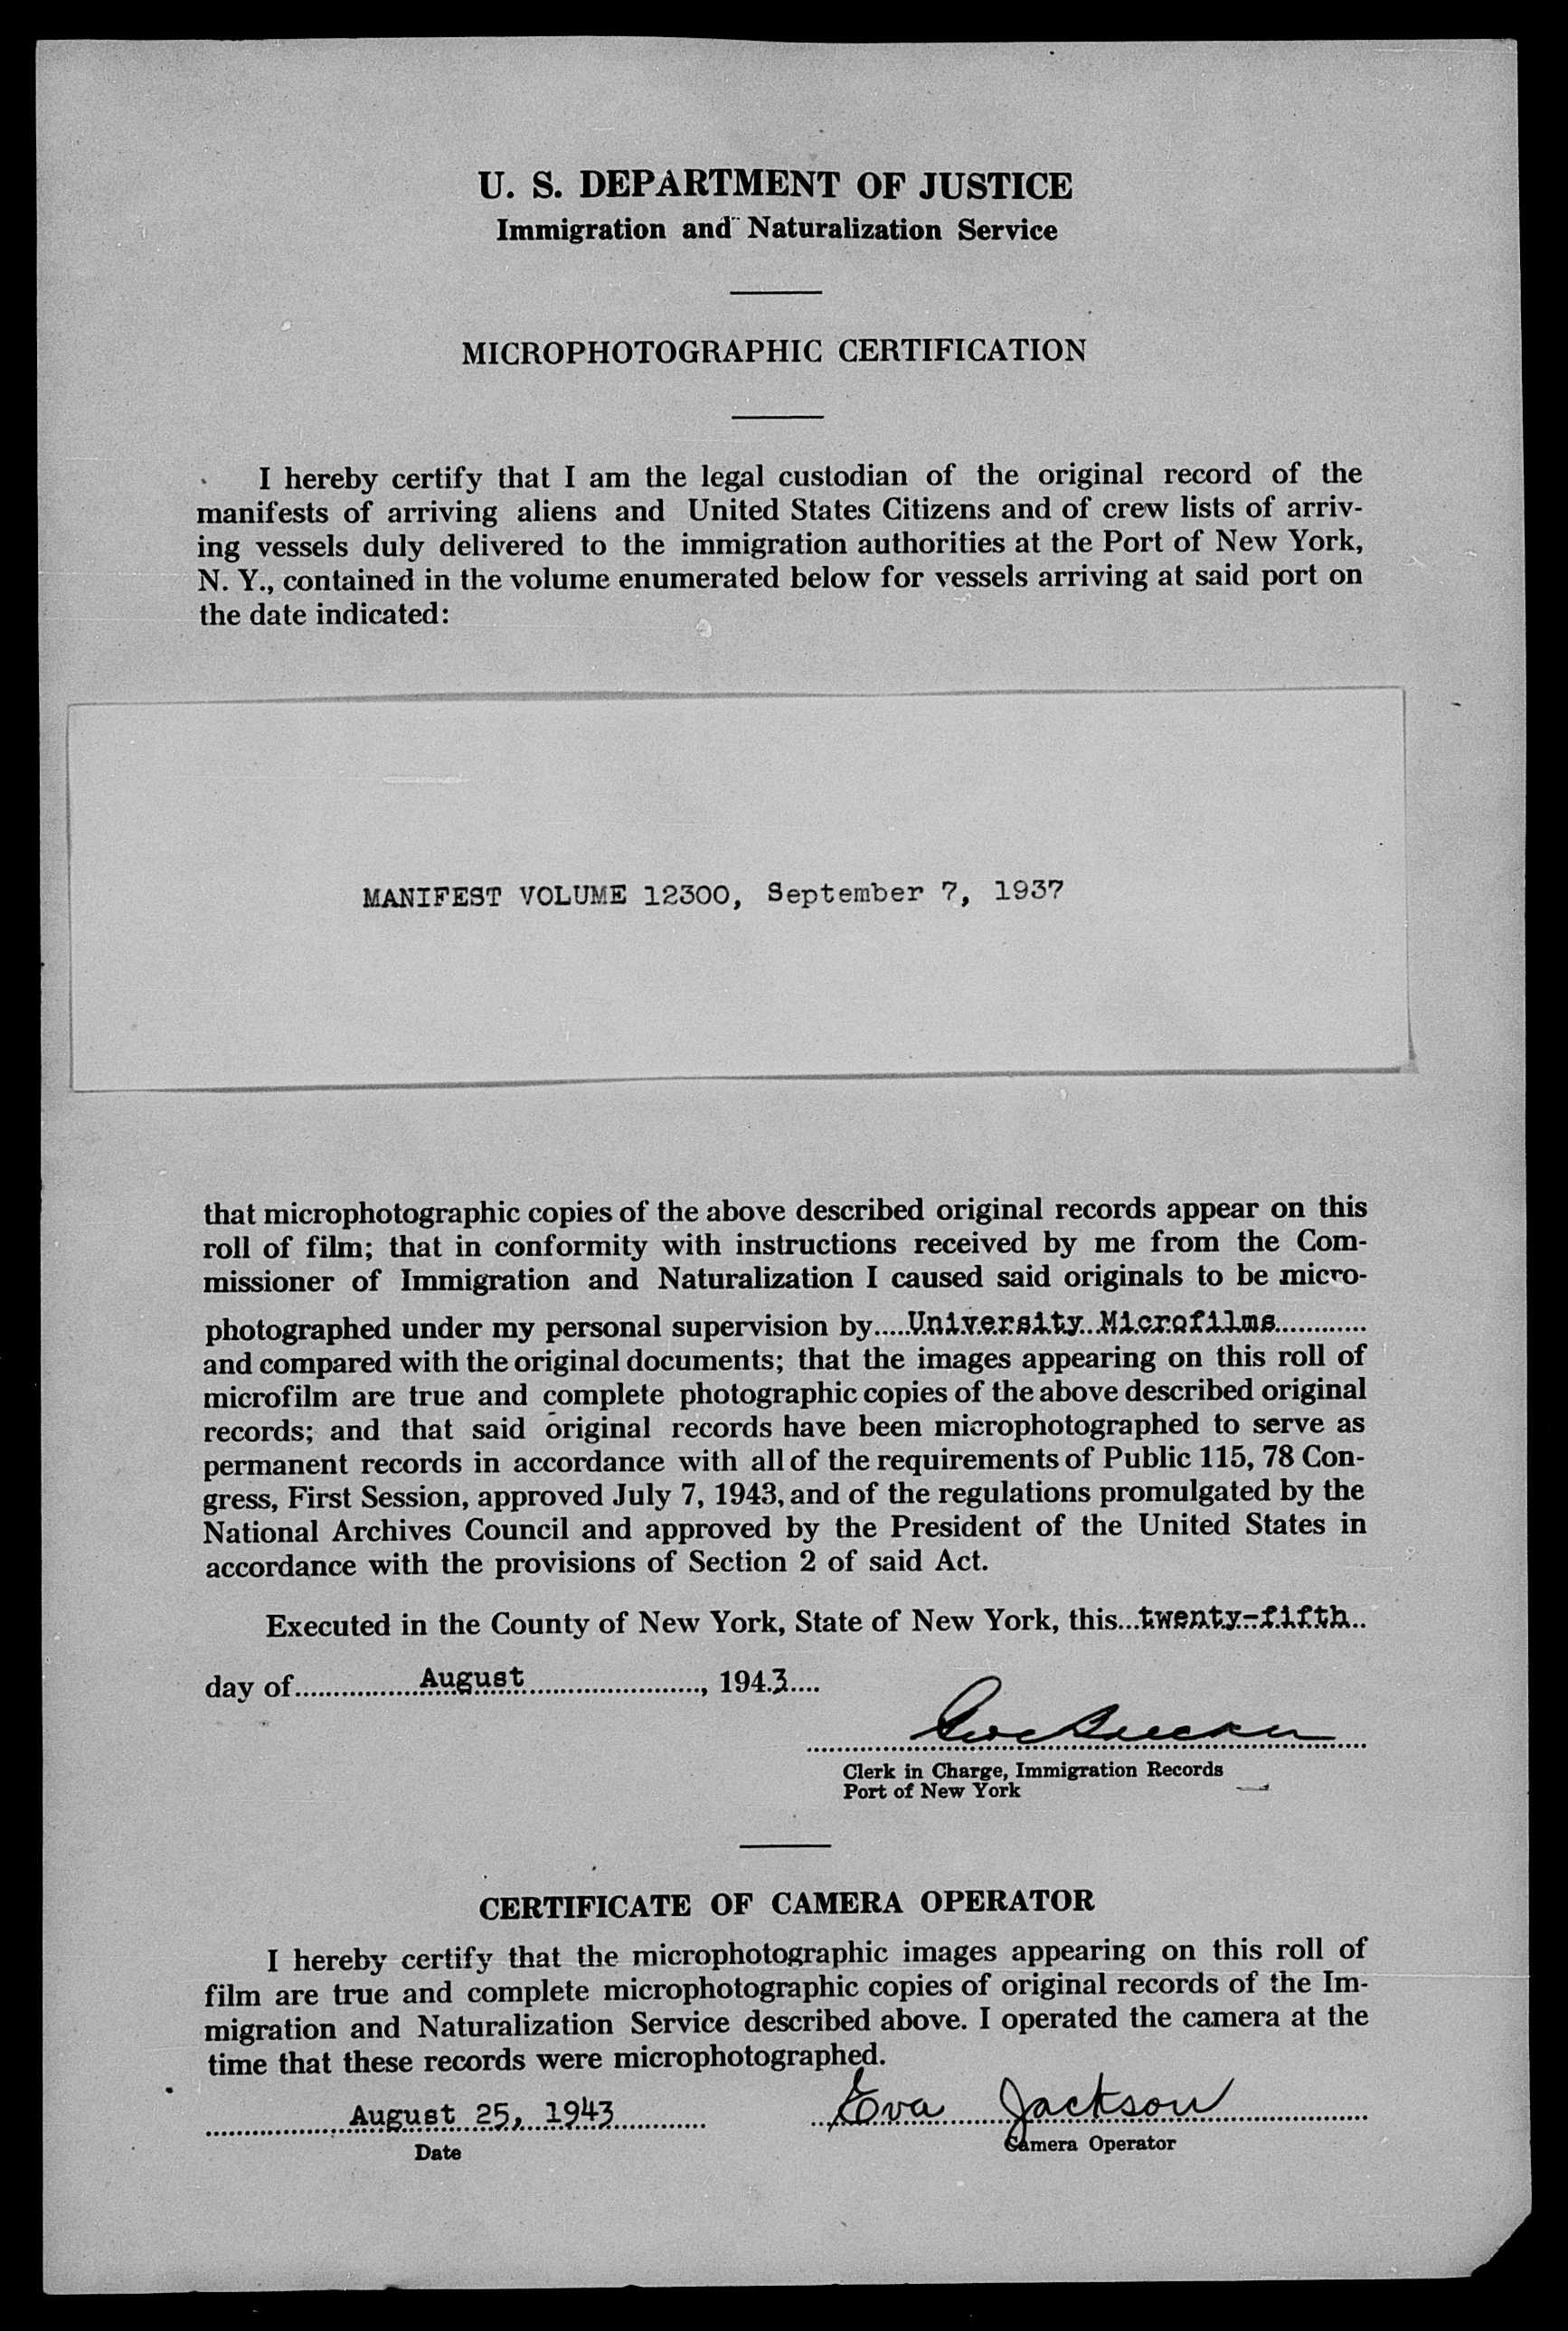 U. S. DEPARTMENT OF JUSTICE
Immigration and Naturalization Service
MICROPHOTOGRAPHIC CERTIFICATION
I hereby certify that I am the legal custodian of the original record of the
manifests of arriving aliens and United States Citizens and of crew lists of arriv-
ing vessels duly delivered to the immigration authorities at the Port of New York,
N. Y., contained in the volume enumerated below for vessels arriving at said port on
the date indicated:
MANIFEST VOLUME 12300, September 7, 1937
that microphotographic copies of the above described original records appear on this
roll of film; that in conformity with instructions received by me from the Com-
missioner of Immigration and Naturalization I caused said originals to be micro-
photographed under my personal supervision by University Microfilms
and compared with the original documents; that the images appearing on this roll of
microfilm are true and complete photographic copies of the above described original
records; and that said original records have been microphotographed to serve as
permanent records in accordance with all of the requirements of Public 115, 78 Con-
gress, First Session, approved July 7, 1943, and of the regulations promulgated by the
National Archives Council and approved by the President of the United States in
accordance with the provisions of Section 2 of said Act.
Executed in the County of New York, State of New York, this twenty-fifth
day of August, 1943
Clerk in Charge, Immigration Records
Port of New York
CERTIFICATE OF CAMERA OPERATOR
I hereby certify that the microphotographic images appearing on this roll of
film are true and complete microphotographic copies of original records of the Im-
migration and Naturalization Service described above. I operated the camera at the
time that these records were microphotographed.
August 25, 1943 Eva Jackson
Date Camera Operator